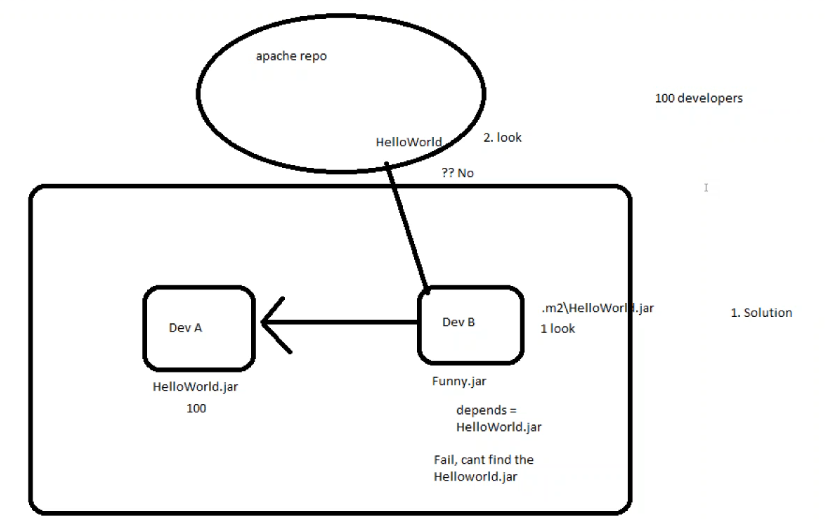 apache repo
100 developers
HelloWorld
2. look
?? No
.m2\HelloWorld.jar
1. Solution
Dev A
Dev B
1 look
HelloWorld.jar
100
Funny.jar
depends =
HelloWorld.jar
Fail, cant find the
Helloworld.jar